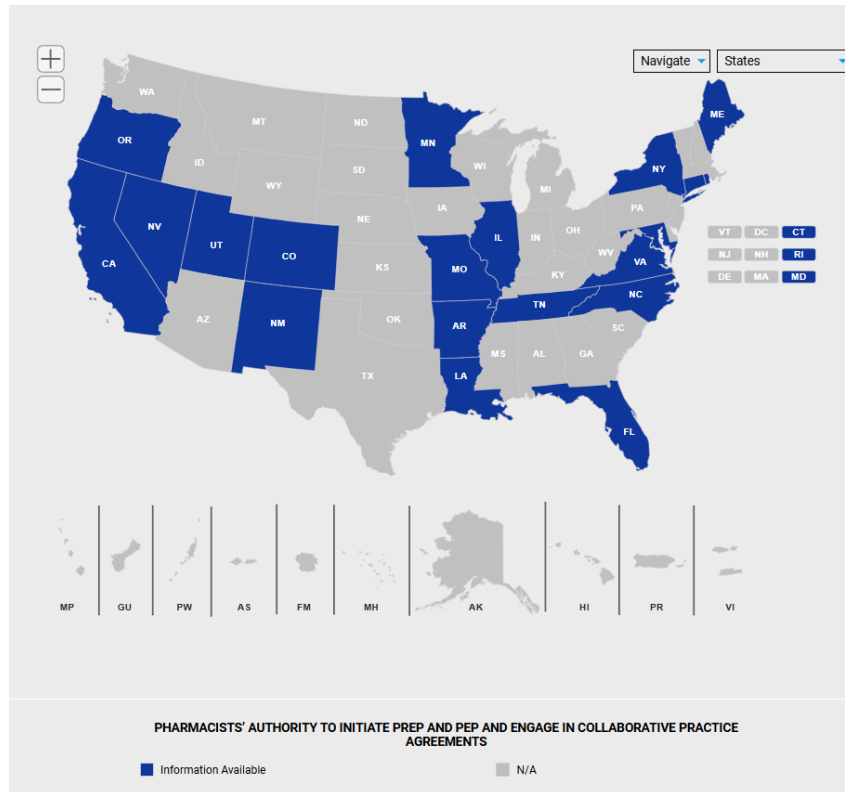 +
−
Navigate
States
WA
MT
ND
MN
ME
OR
ID
SD
WI
NY
WY
MI
IA
PA
NE
NV
UT
CO
IL
IN
OH
WV
VA
CA
KS
MO
KY
NC
TN
AZ
NM
OK
AR
SC
MS
AL
GA
TX
LA
FL
VT DC CT
NJ NH RI
DE MA MD
MP GU PW AS FM MH AK HI PR VI
PHARMACISTS' AUTHORITY TO INITIATE PREP AND PEP AND ENGAGE IN COLLABORATIVE PRACTICE
AGREEMENTS
Information Available
N/A